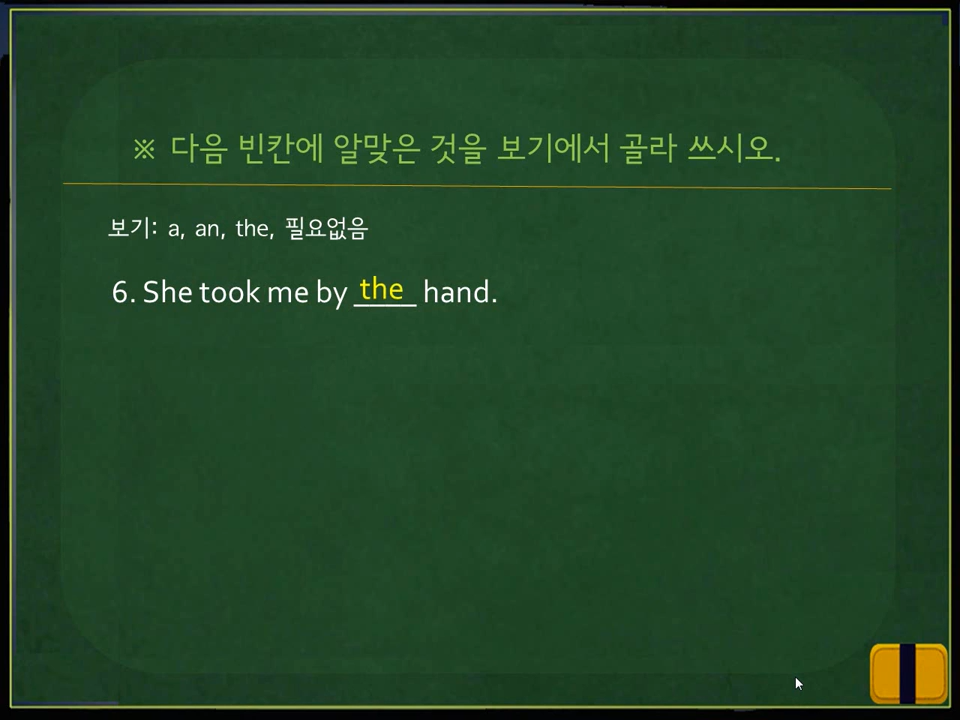 ※ 다음 빈칸에 알맞은 것을 보기에서 골라 쓰시오.
보기: a, an, the, 필요없음
6. She took me by the hand.